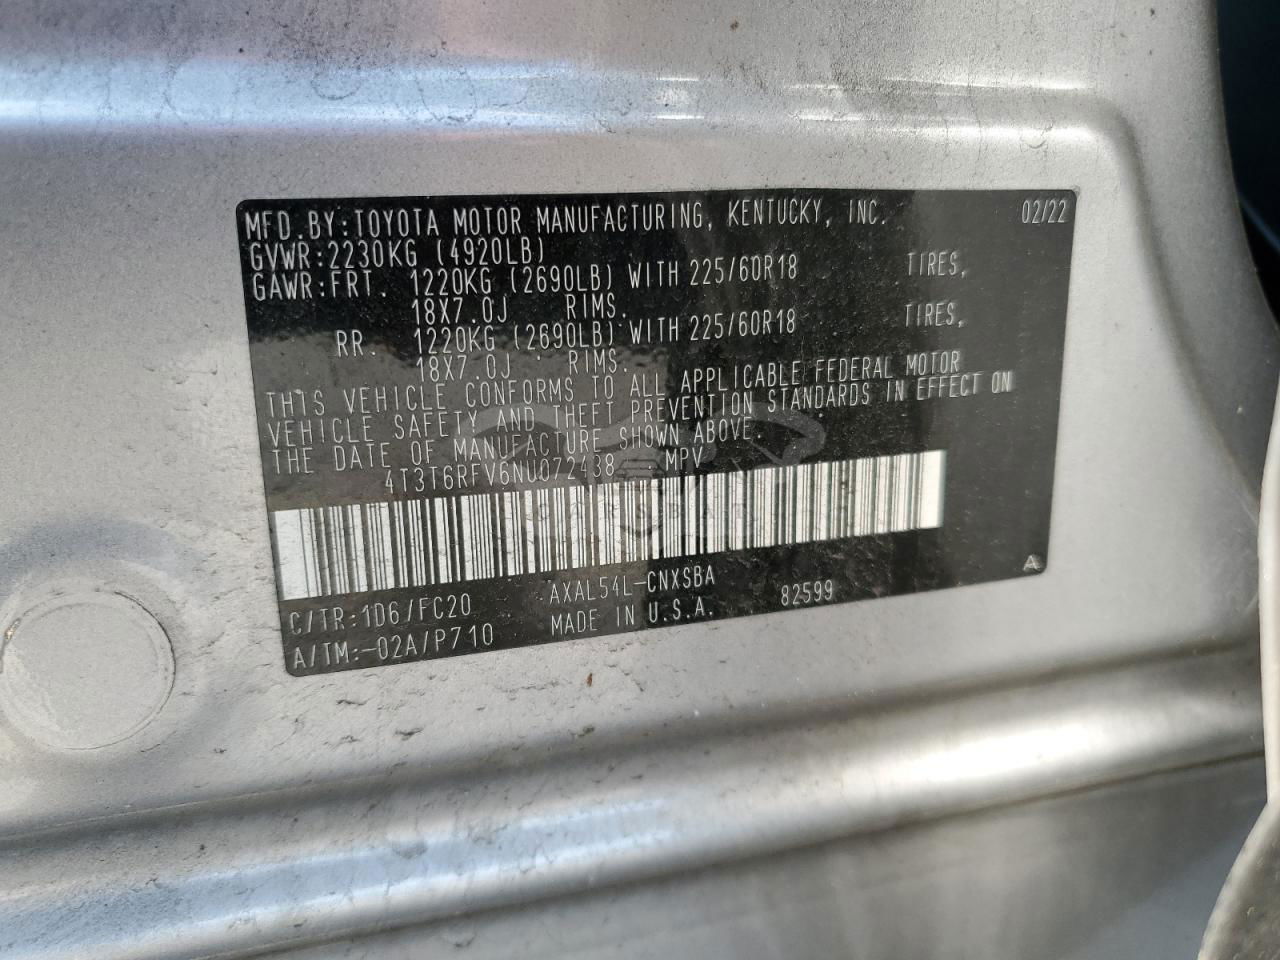 MFD.BY:TOYOTA MOTOR MANUFACTURING, KENTUCKY, INC. 02/22
GVWR:2230KG (4920LB)
GAWR:FRT. 1220KG (2690LB) WITH 225/60R18 TIRES,
18X7.0J RIMS.
RR. 1220KG (2690LB) WITH 225/60R18 TIRES,
18X7.0J RIMS.
THIS VEHICLE CONFORMS TO ALL APPLICABLE FEDERAL MOTOR
VEHICLE SAFETY AND THEFT PREVENTION STANDARDS IN EFFECT ON
THE DATE OF MANUFACTURE SHOWN ABOVE.
4T3T6RFV6NU072438 MPV
C/TR:1D6/FC20 AXAL54L-CNXSBA
A/TM:-02A/P710 MADE IN U.S.A. 82599
A